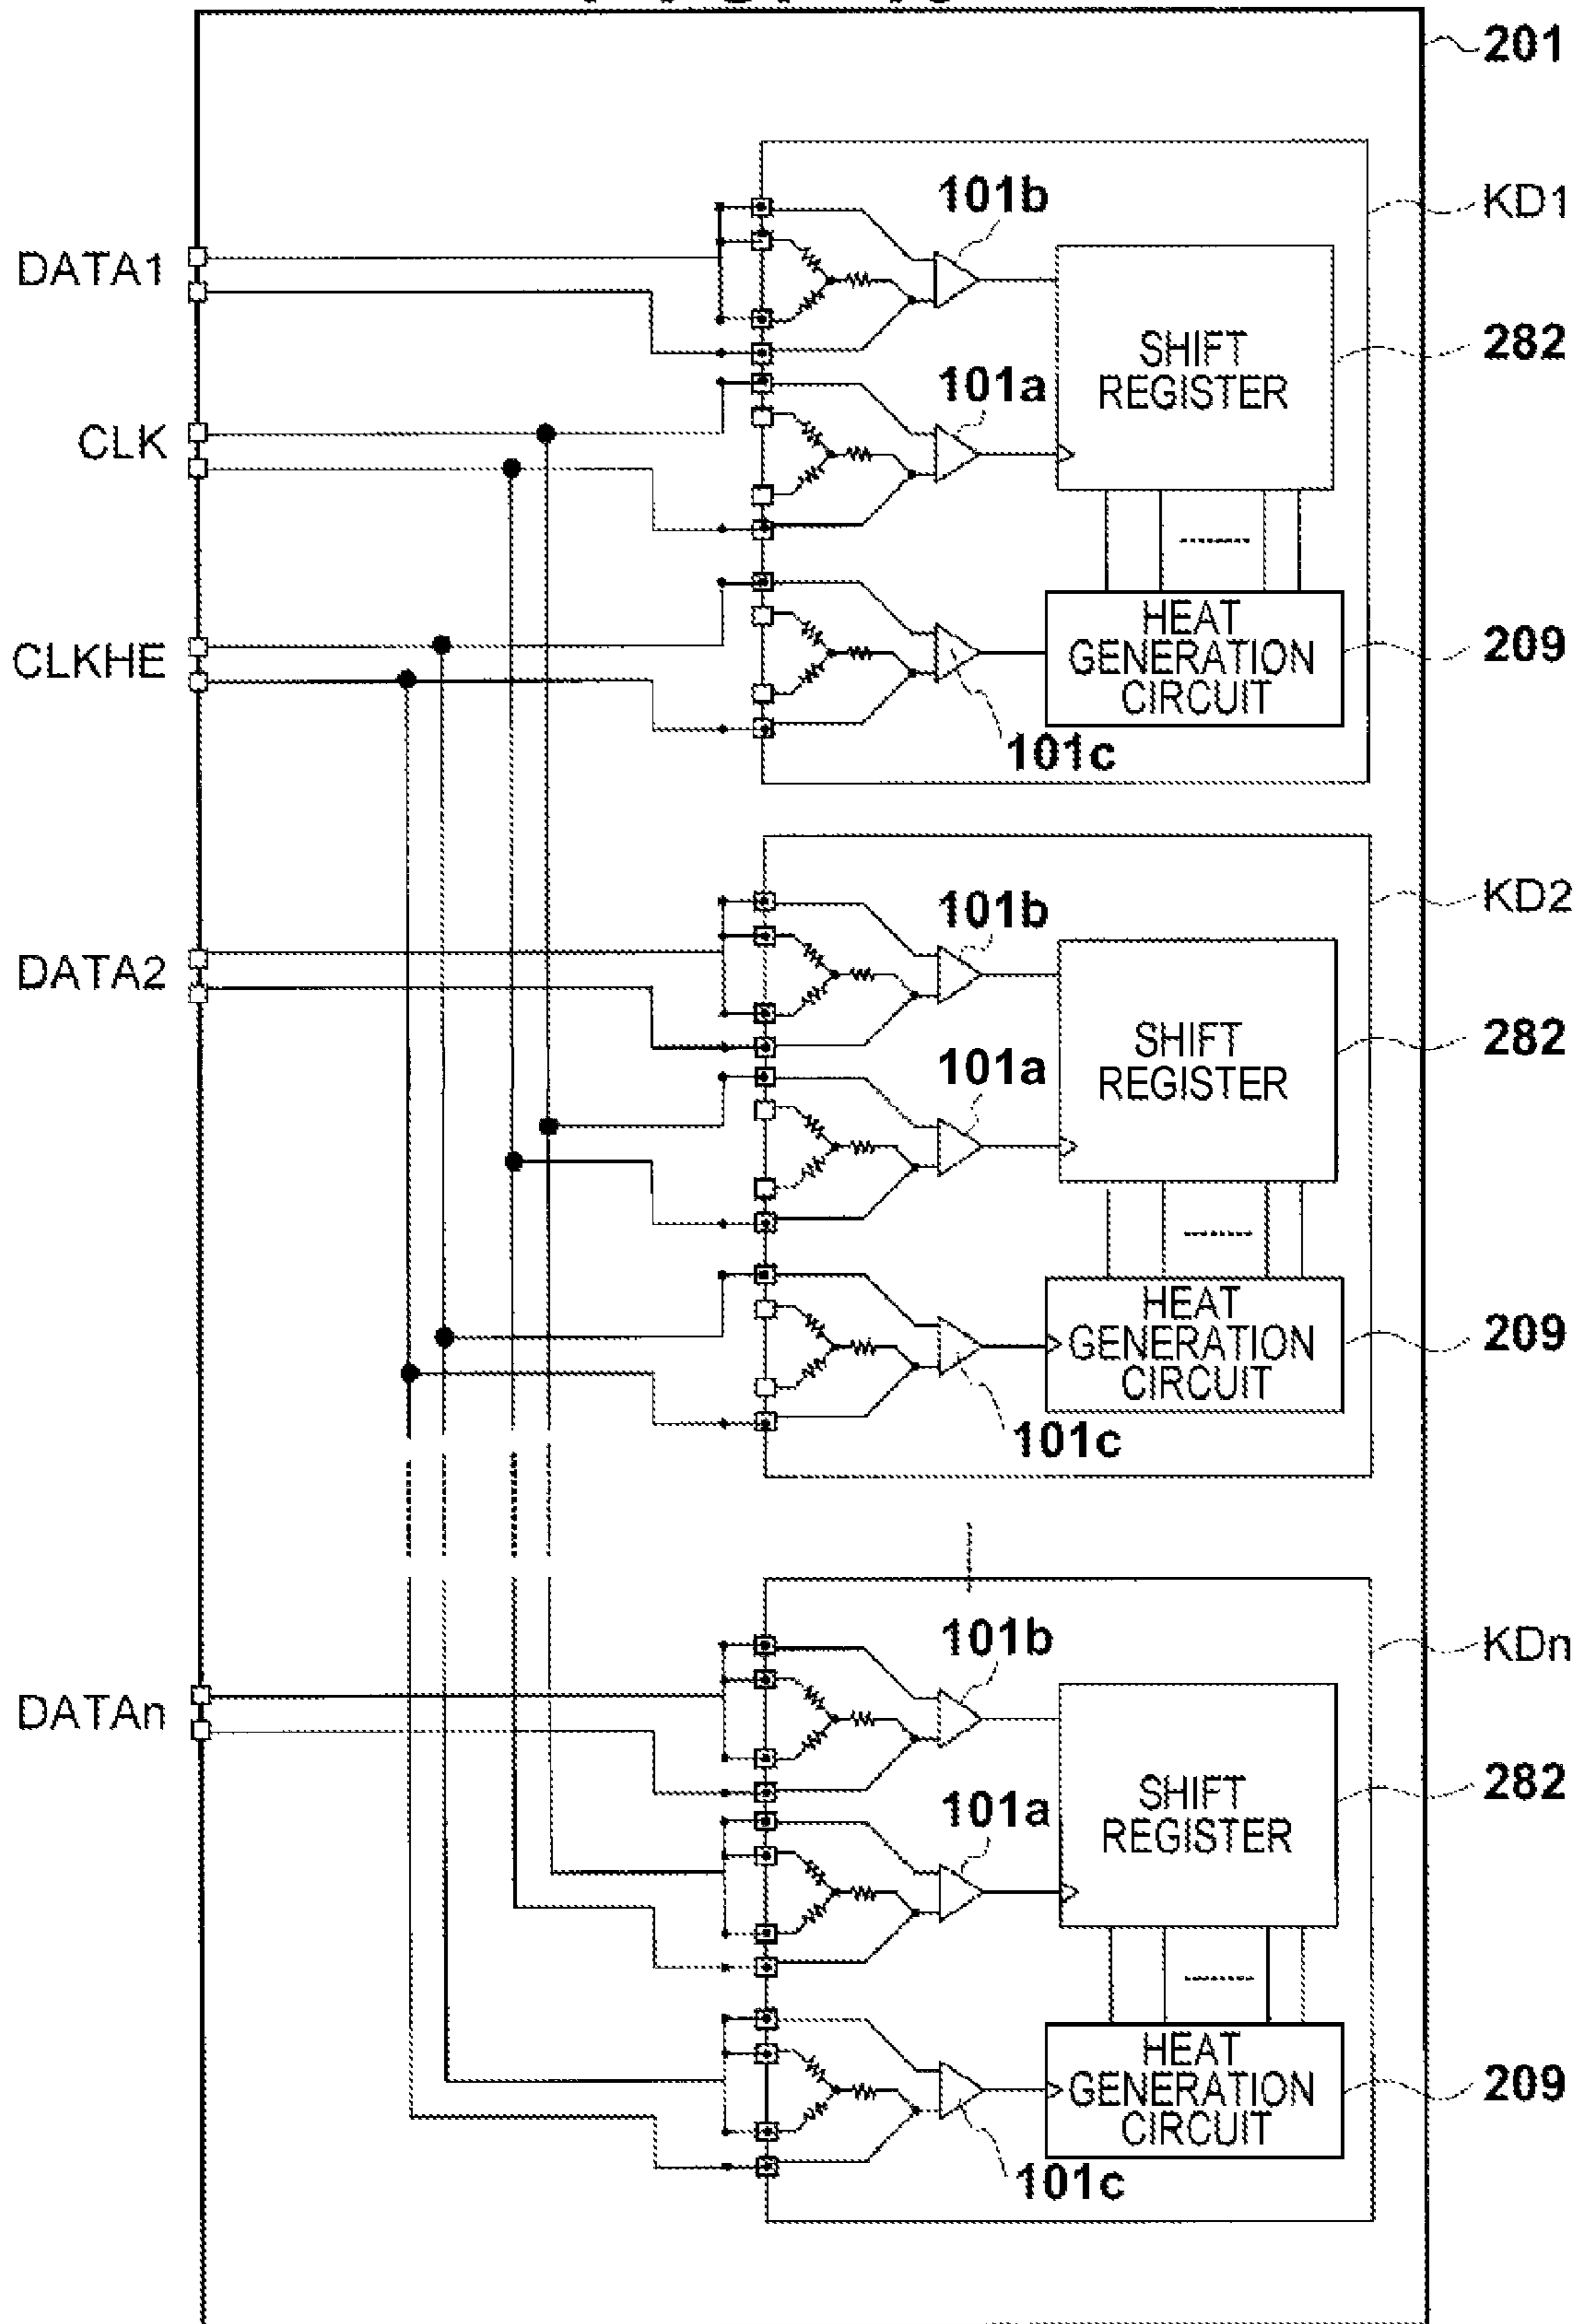 201
101b
KD1
DATA1
SHIFT
REGISTER
282
101a
CLK
HEAT
GENERATION
CIRCUIT
209
CLKHE
101c
101b
KD2
DATA2
SHIFT
REGISTER
282
101a
HEAT
GENERATION
CIRCUIT
209
101c
101b
KDn
DATAn
SHIFT
REGISTER
282
101a
HEAT
GENERATION
CIRCUIT
209
101c